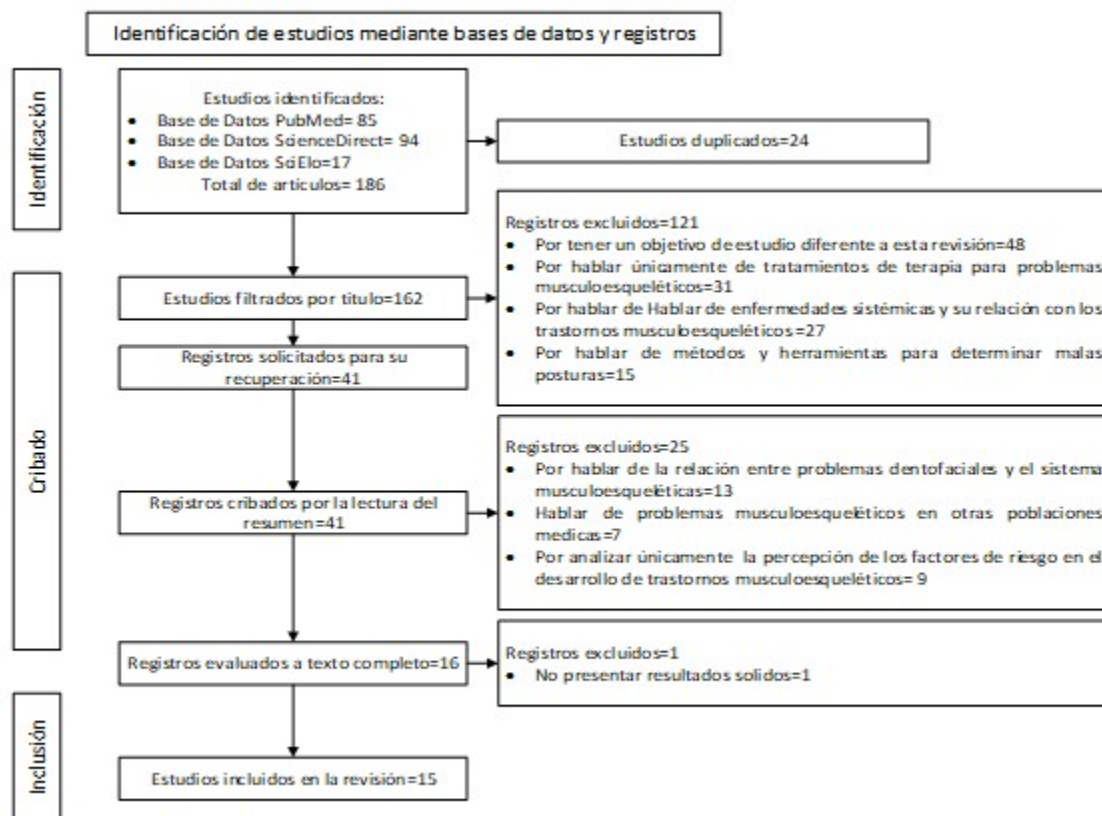 Identificación de estudios mediante bases de datos y registros
Identificación
Estudios identificados:
• Base de Datos PubMed= 85
• Base de Datos ScienceDirect= 94
• Base de Datos SciElo=17
Total de articulos= 186
Estudios duplicados=24
Cribado
Estudios filtrados por titulo=162
Registros excluidos=121
• Por tener un objetivo de estudio diferente a esta revisión=48
• Por hablar únicamente de tratamientos de terapia para problemas
musculoesqueléticos=31
• Por hablar de Hablar de enfermedades sistémicas y su relación con los
trastornos musculoesqueléticos=27
• Por hablar de métodos y herramientas para determinar malas
posturas=15
Registros solicitados para su
recuperación=41
Registros cribados por la lectura del
resumen=41
Registros excluidos=25
• Por hablar de la relación entre problemas dentofaciales y el sistema
musculoesqueléticas=13
• Hablar de problemas musculoesqueléticos en otras poblaciones
medicas=7
• Por analizar únicamente la percepción de los factores de riesgo en el
desarrollo de trastornos musculoesqueléticos= 9
Registros evaluados a texto completo=16
Registros excluidos=1
• No presentar resultados solidos=1
Inclusión
Estudios incluidos en la revisión=15